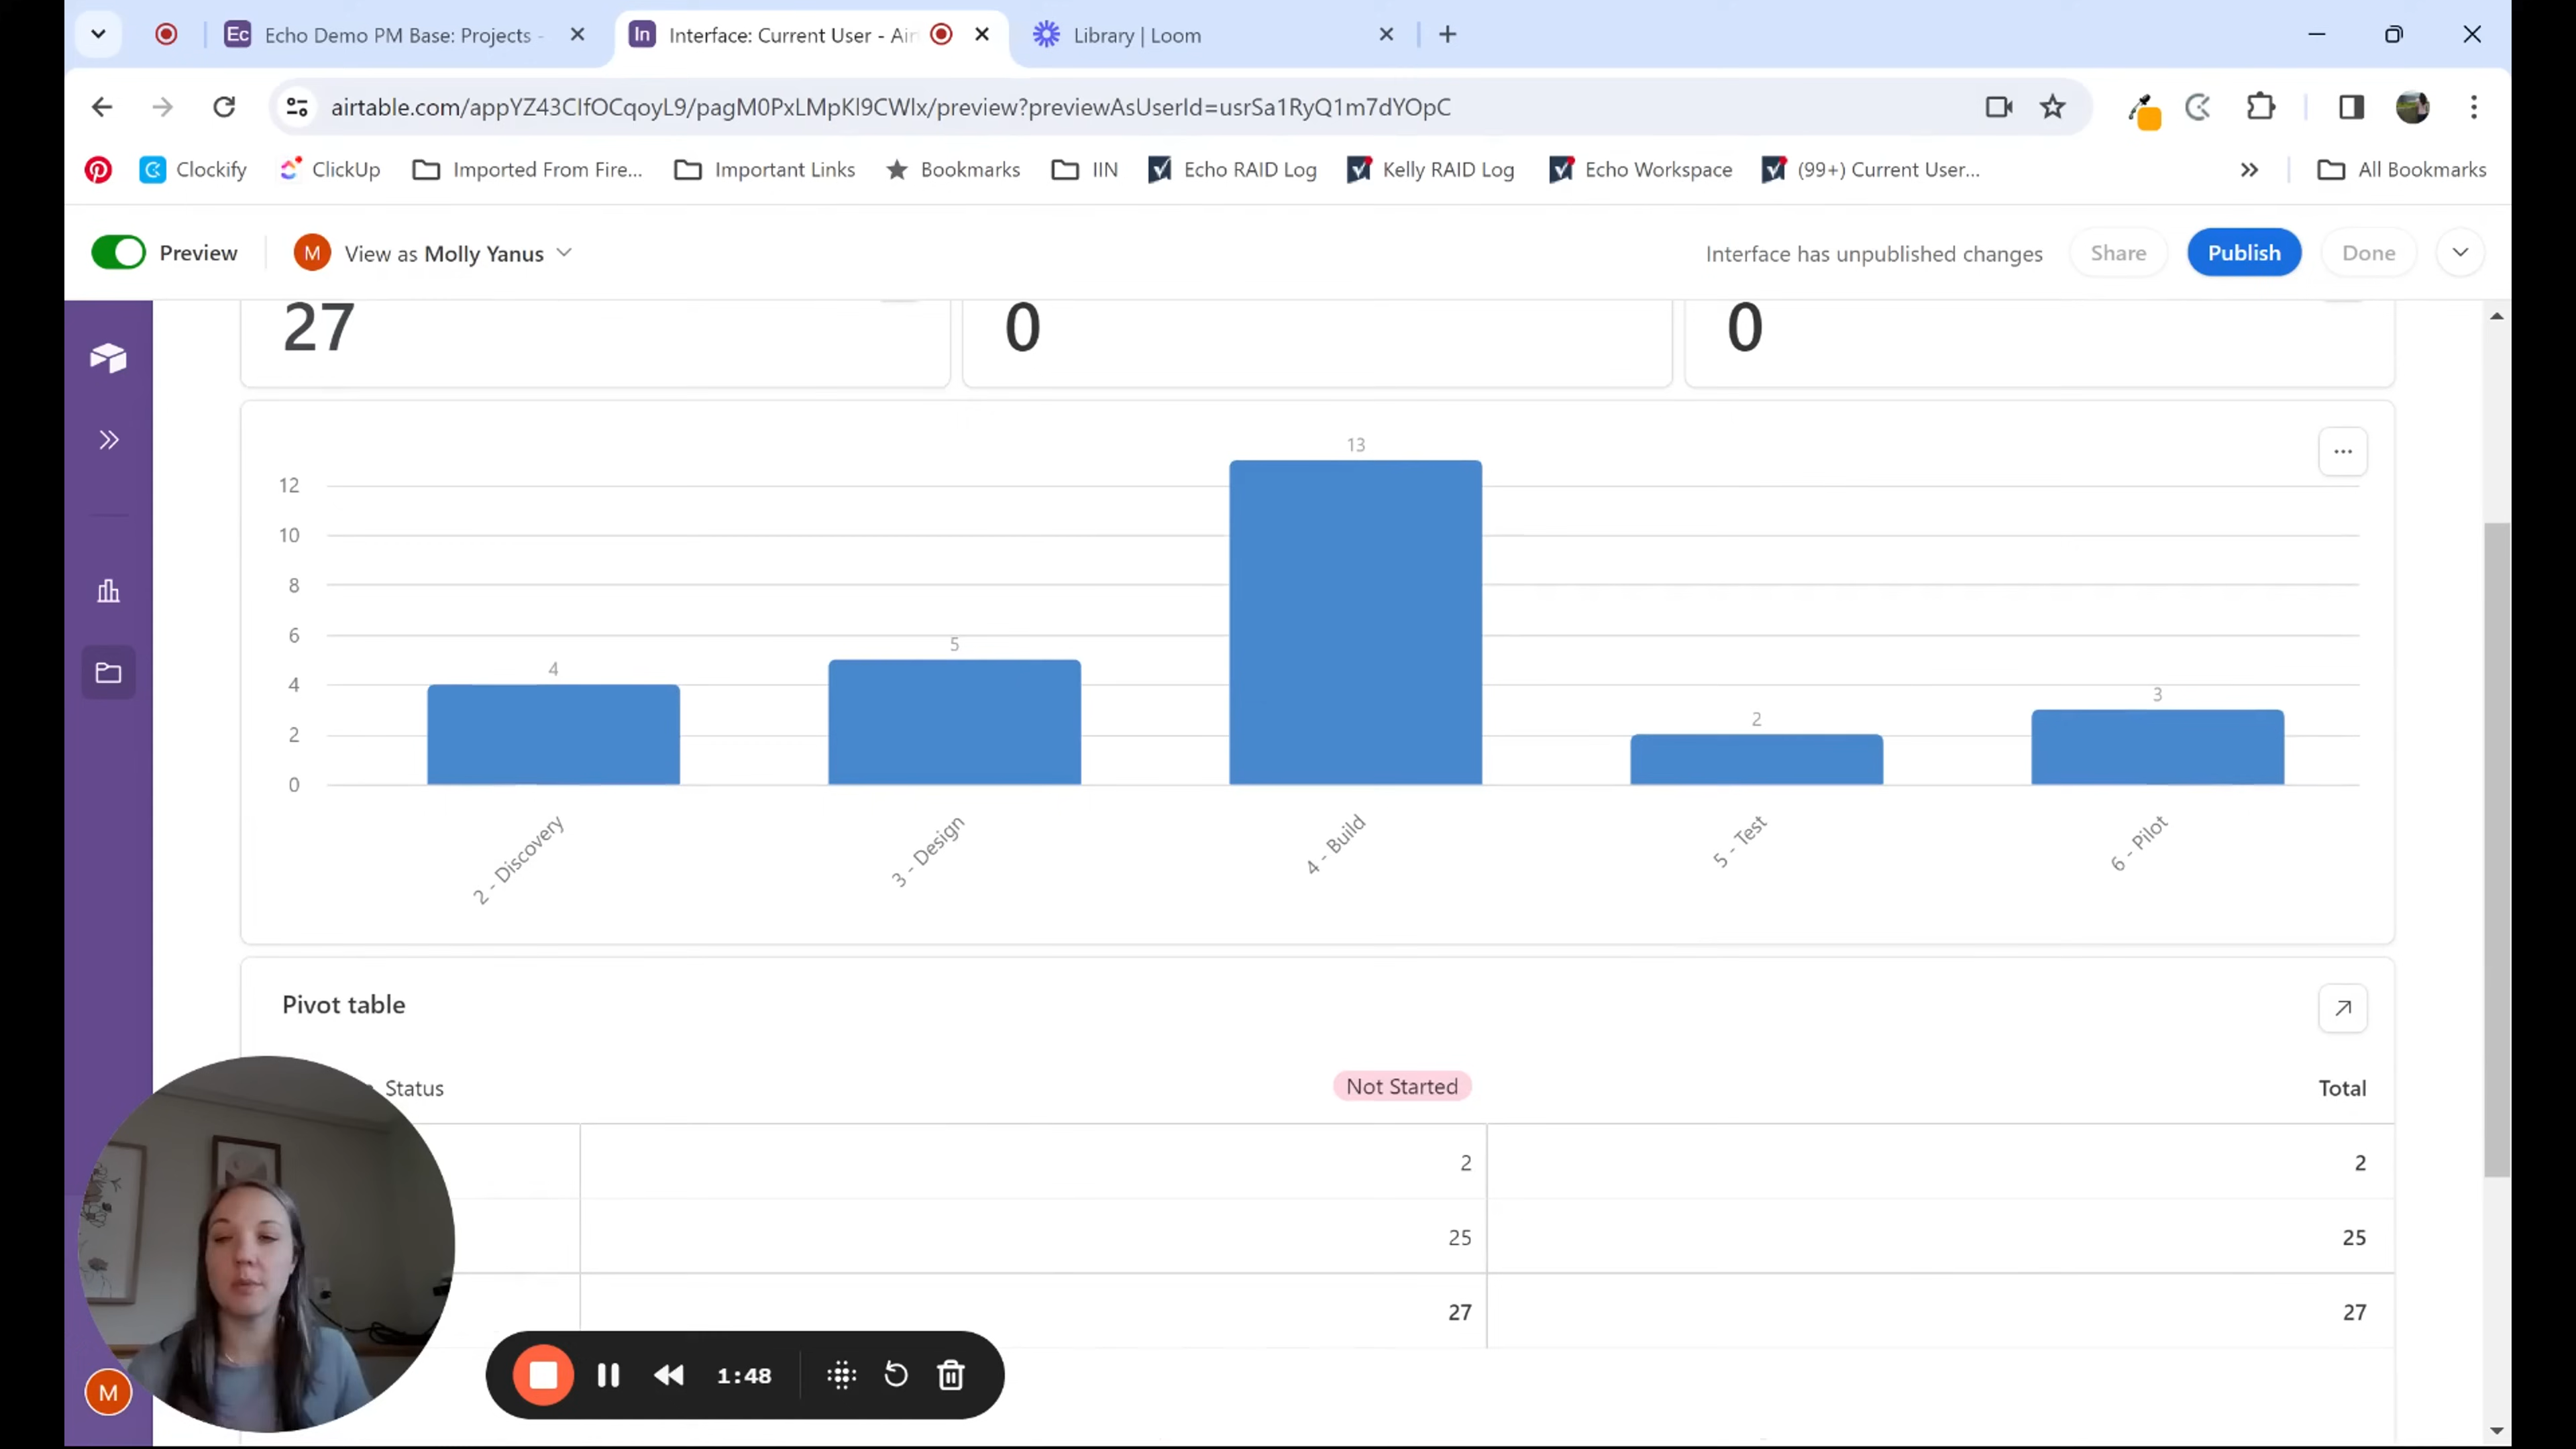 Ec Echo Demo PM Base: Projects -
In Interface: Current User - Air
Library | Loom
airtable.com/appYZ43ClfOCqoyL9/pagM0PxLMpKl9CWlx/preview?previewAsUserId=usrSa1RyQ1m7dYOpC
Clockify
ClickUp
Imported From Fire...
Important Links
Bookmarks
IIN
Echo RAID Log
Kelly RAID Log
Echo Workspace
(99+) Current User...
All Bookmarks
Preview
M
View as Molly Yanus
Interface has unpublished changes
Share
Publish
Done
27
0
0
12
10
8
6
4
2
0
4
5
13
2
3
2 - Discovery
3 - Design
4 - Build
5 - Test
6 - Pilot
Pivot table
Status
Not Started
Total
2
2
25
25
27
27
M
1:48